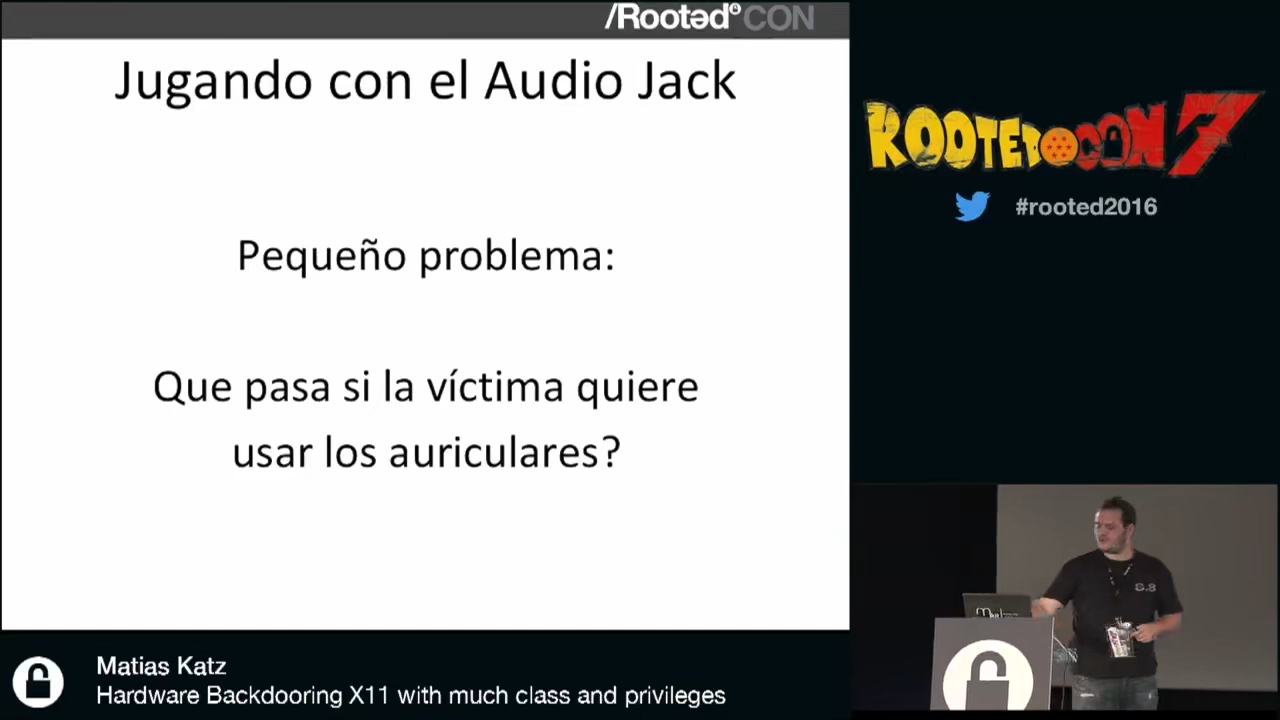 /Rootəd CON
Jugando con el Audio Jack
Pequeño problema:
Que pasa si la víctima quiere
usar los auriculares?
ROOTEDCON 7
#rooted2016
Matias Katz
Hardware Backdooring X11 with much class and privileges